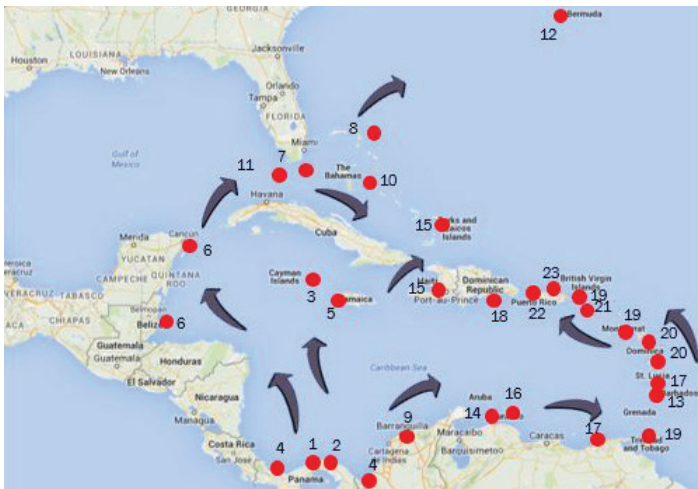 GEORGIA
Bermuda
12
LOUISIANA
Jacksonville
Houston
New Orleans
Orlando
Tampa
FLORIDA
8
Gulf of
Mexico
Miami
7
11
The
Bahamas
10
Havana
15
Turks and
Caicos
Islands
Cancún
Merida
6
Cuba
YUCATAN
CAMPECHE
QUINTANA
ROO
Cayman
Islands
3
Haiti
15
Port-au-Prince
Dominican
Republic
23
British Virgin
Islands
VERACRUZ
TABASCO
5
Jamaica
18
Puerto Rico
22
19
21
CHIAPAS
Belmopan
Belize
6
19
Montserrat
20
Dominica
20
Guatemala
Guatemala
Honduras
Caribbean Sea
St. Lucia
17
Barbados
13
El Salvador
Nicaragua
Managua
Aruba
14
16
Grenada
9
Barranquilla
Maracaibo
Caracas
17
19
Trinidad
and Tobago
Cartagena
de Indias
Barquisimeto
Costa Rica
San José
4
1
2
Panama
4